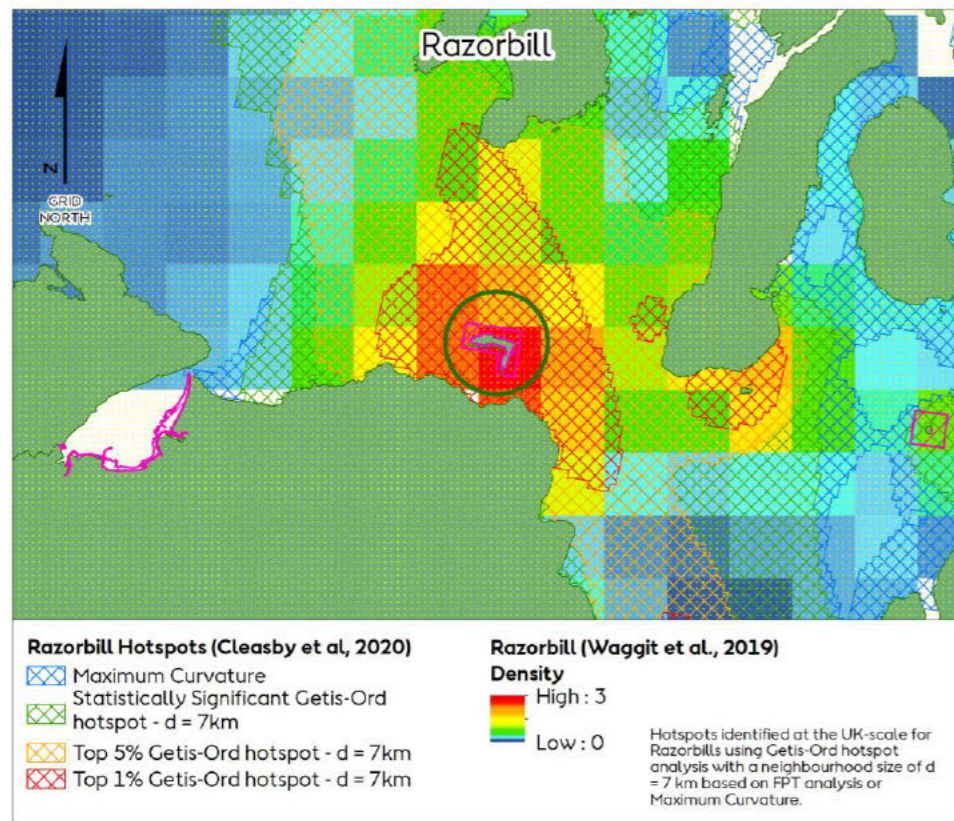 Razorbill
N
GRID
NORTH
Razorbill Hotspots (Cleasby et al, 2020)
Maximum Curvature
Statistically Significant Getis-Ord
hotspot - d = 7km
Top 5% Getis-Ord hotspot - d = 7km
Top 1% Getis-Ord hotspot - d = 7km
Razorbill (Waggit et al., 2019)
Density
High : 3
Low : 0
Hotspots identified at the UK-scale for
Razorbills using Getis-Ord hotspot
analysis with a neighbourhood size of d
= 7 km based on FPT analysis or
Maximum Curvature.